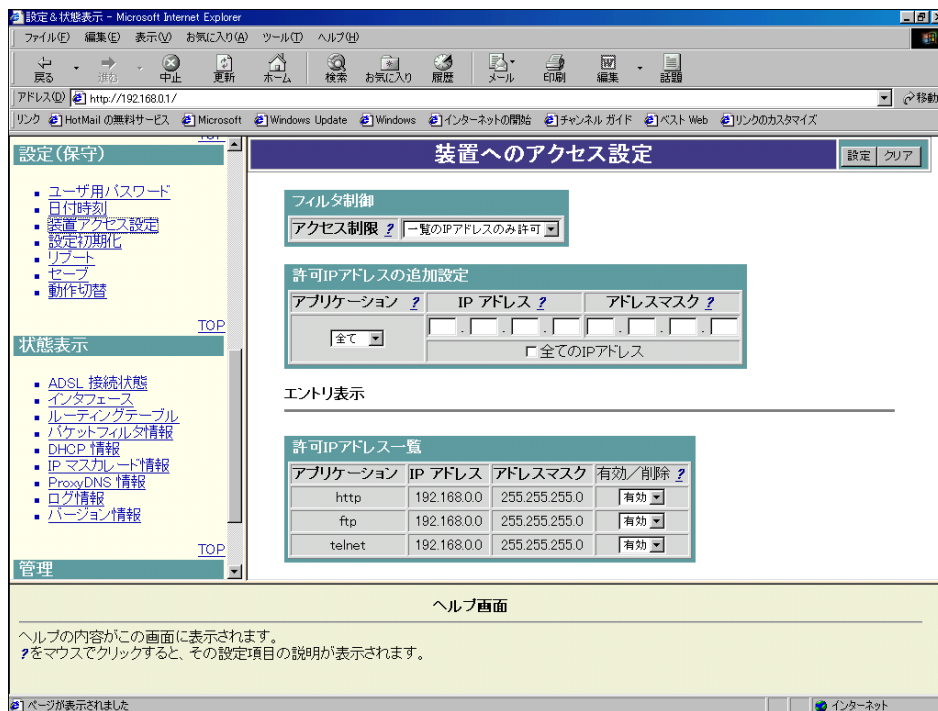 設定&状態表示 - Microsoft Internet Explorer
ファイル(F) 編集(E) 表示(V) お気に入り(A) ツール(T) ヘルプ(H)
戻る 進む 中止 更新 ホーム 検索 お気に入り 履歴 メール 印刷 編集 話題
アドレス(D) http://192.168.0.1/ 移動
リンク HotMail の無料サービス Microsoft Windows Update Windows インターネットの開始 チャンネル ガイド ベスト Web リンクのカスタマイズ
TOP
設定(保守)
ユーザ用パスワード
日付時刻
装置アクセス設定
設定初期化
リブート
セーブ
動作切替
TOP
状態表示
ADSL 接続状態
インタフェース
ルーティングテーブル
パケットフィルタ情報
DHCP 情報
IP マスカレード情報
ProxyDNS 情報
ログ情報
バージョン情報
TOP
管理
装置へのアクセス設定
設定 クリア
フィルタ制御
アクセス制限 ? 一覧のIPアドレスのみ許可
許可IPアドレスの追加設定
アプリケーション ? IP アドレス ? アドレスマスク ?
全て . . . . . .
全てのIPアドレス
エントリ表示
許可IPアドレス一覧
アプリケーション IP アドレス アドレスマスク 有効/削除 ?
http 192.168.0.0 255.255.255.0 有効
ftp 192.168.0.0 255.255.255.0 有効
telnet 192.168.0.0 255.255.255.0 有効
ヘルプ画面
ヘルプの内容がこの画面に表示されます。
?をマウスでクリックすると、その設定項目の説明が表示されます。
ページが表示されました インターネット